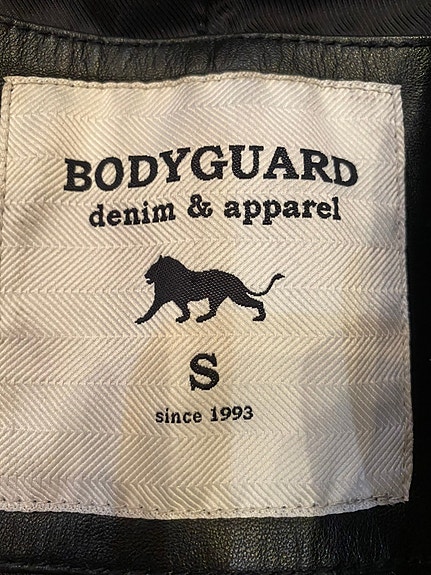 BODYGUARD
denim & apparel
S
since 1993